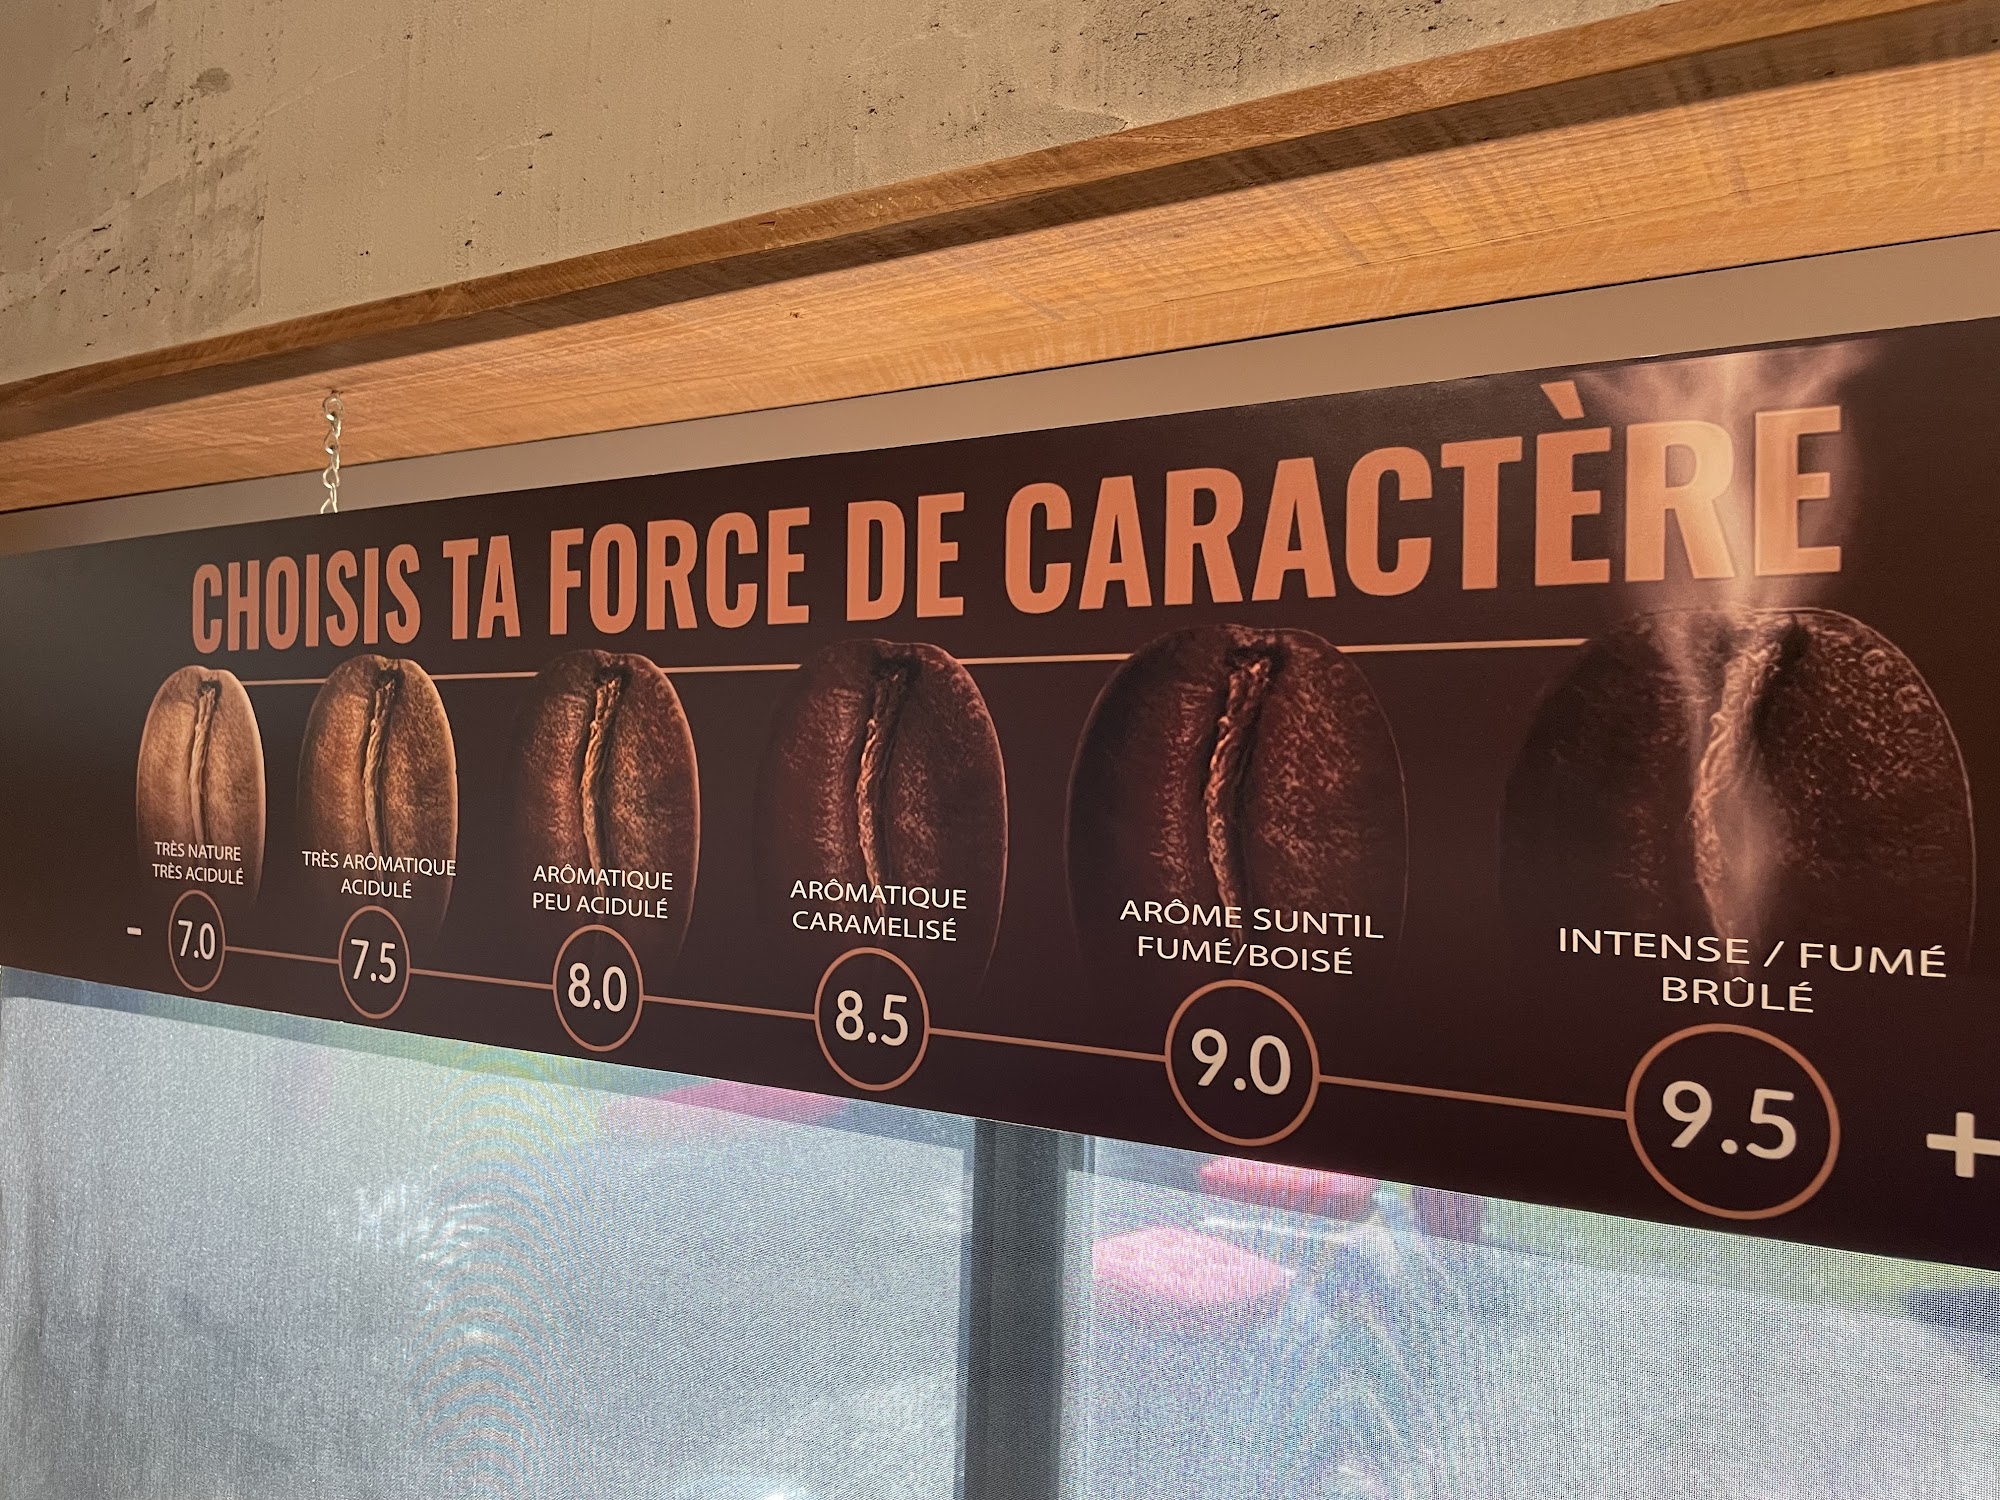 CHOISIS TA FORCE DE CARACTÈRE
TRÈS NATURE
TRÈS ACIDULÉ
TRÈS ARÔMATIQUE
ACIDULÉ
ARÔMATIQUE
PEU ACIDULÉ
ARÔMATIQUE
CARAMELISÉ
ARÔME SUNTIL
FUMÉ/BOISÉ
INTENSE / FUMÉ
BRÛLÉ
- 7.0 7.5 8.0 8.5 9.0 9.5 +